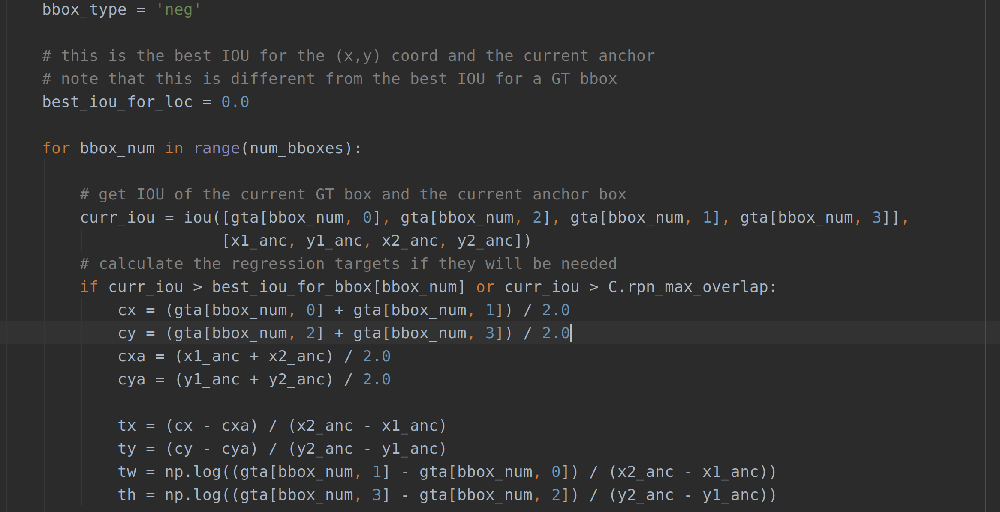 bbox_type = 'neg'
# this is the best IOU for the (x,y) coord and the current anchor
# note that this is different from the best IOU for a GT bbox
best_iou_for_loc = 0.0
for bbox_num in range(num_bboxes):
# get IOU of the current GT box and the current anchor box
curr_iou = iou([gta[bbox_num, 0], gta[bbox_num, 2], gta[bbox_num, 1], gta[bbox_num, 3]],
[x1_anc, y1_anc, x2_anc, y2_anc])
# calculate the regression targets if they will be needed
if curr_iou > best_iou_for_bbox[bbox_num] or curr_iou > C.rpn_max_overlap:
cx = (gta[bbox_num, 0] + gta[bbox_num, 1]) / 2.0
cy = (gta[bbox_num, 2] + gta[bbox_num, 3]) / 2.0
cxa = (x1_anc + x2_anc) / 2.0
cya = (y1_anc + y2_anc) / 2.0
tx = (cx - cxa) / (x2_anc - x1_anc)
ty = (cy - cya) / (y2_anc - y1_anc)
tw = np.log((gta[bbox_num, 1] - gta[bbox_num, 0]) / (x2_anc - x1_anc))
th = np.log((gta[bbox_num, 3] - gta[bbox_num, 2]) / (y2_anc - y1_anc))